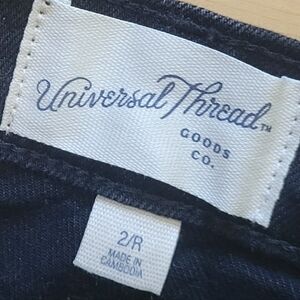 Universal Thread™
GOODS
CO.
2/R
MADE IN
CAMBODIA